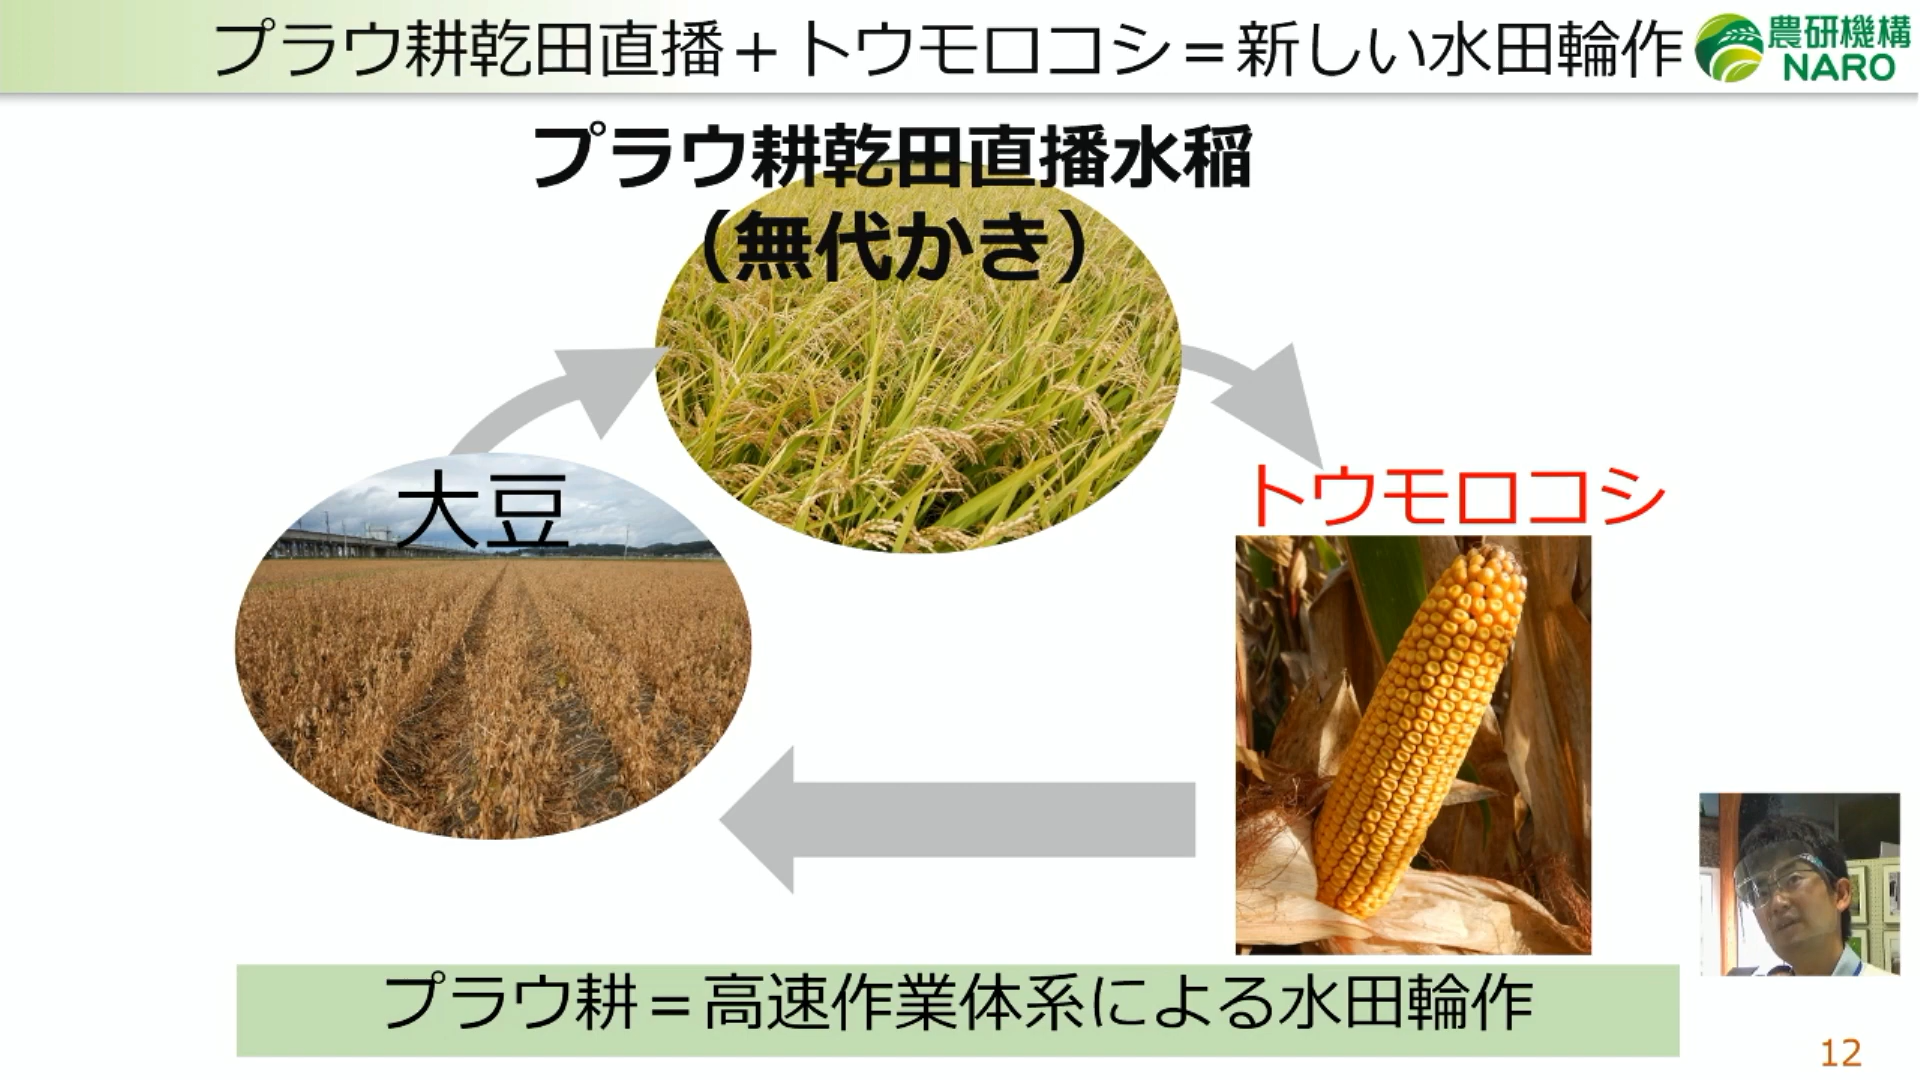 プラウ耕乾田直播＋トウモロコシ＝新しい水田輪作
農研機構
NARO
プラウ耕乾田直播水稲
（無代かき）
大豆
トウモロコシ
プラウ耕＝高速作業体系による水田輪作
12